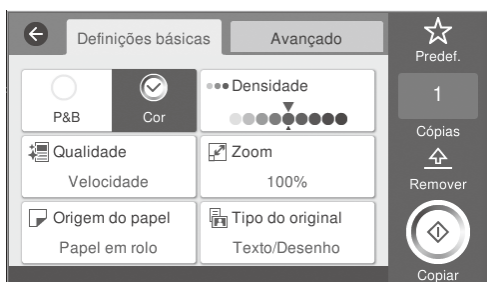 Definições básicas
Avançado
Predef.
P&B
Cor
Densidade
1
Cópias
Qualidade
Velocidade
Zoom
100%
Remover
Origem do papel
Papel em rolo
Tipo do original
Texto/Desenho
Copiar